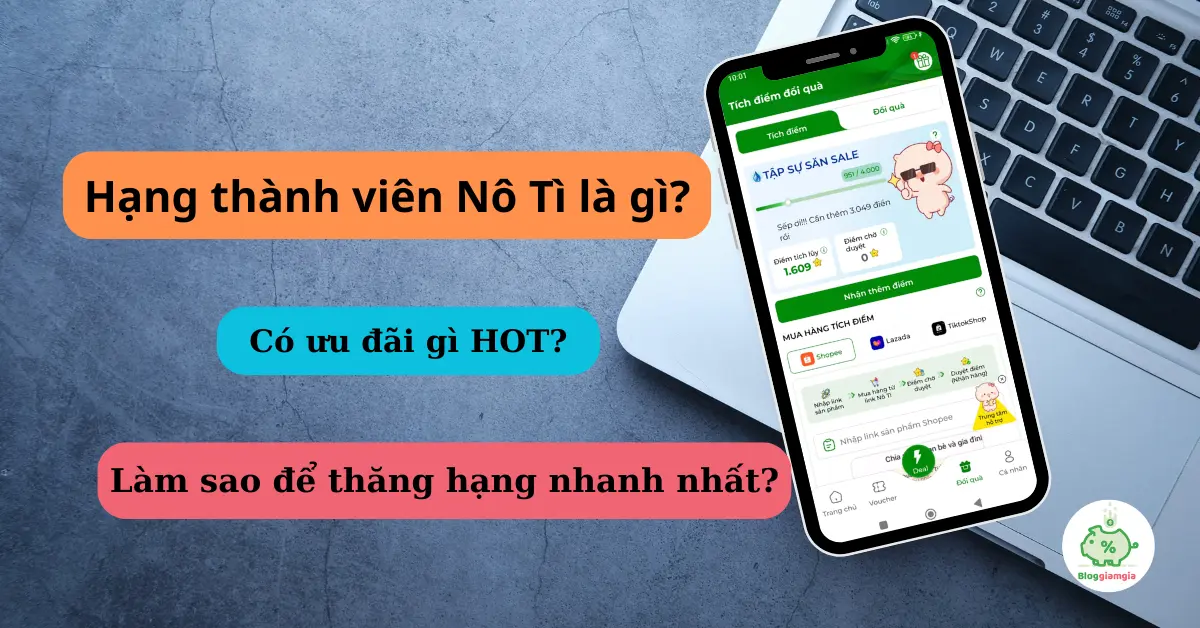 Hạng thành viên Nô Tì là gì?
Có ưu đãi gì HOT?
Làm sao để thăng hạng nhanh nhất?
10:01
Tích điểm đổi quà
Tích điểm
Đổi quà
?
TẬP SỰ SĂN SALE
951 / 4.000
Sếp ơi!!! Cần thêm 3.049 điểm
rồi
Điểm tích lũy
1.609
Điểm chờ
duyệt
0
Nhận thêm điểm
MUA HÀNG TÍCH ĐIỂM
Shopee
Lazada
TiktokShop
Nhập link
sản phẩm
Mua hàng từ
link Nô Tì
Điểm chờ
duyệt
Duyệt điểm
(Nhận hàng)
Trung tâm
hỗ trợ
Nhập link sản phẩm Shopee
Chia
bè và gia đình
Trang chủ
Voucher
Deal
Đổi quà
Cá nhân
Q
W
E
R
T
Y
S
D
F
G
H
X
C
V
B
N
#
3
$
4
%
5
^
6
%
Bloggiamgia